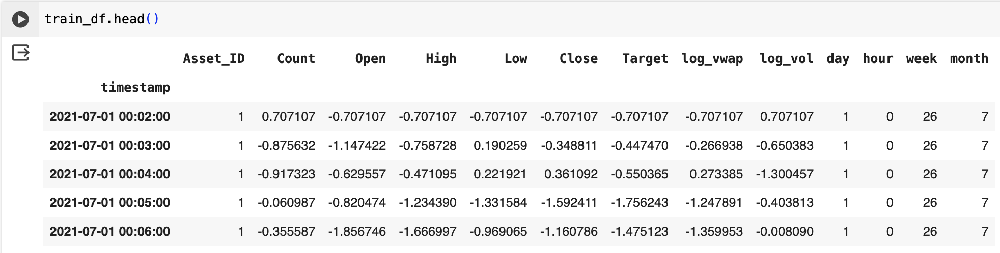 train_df.head()
Asset_ID Count Open High Low Close Target log_vwap log_vol day hour week month
timestamp
2021-07-01 00:02:00 1 0.707107 -0.707107 -0.707107 -0.707107 -0.707107 -0.707107 -0.707107 0.707107 1 0 26 7
2021-07-01 00:03:00 1 -0.875632 -1.147422 -0.758728 0.190259 -0.348811 -0.447470 -0.266938 -0.650383 1 0 26 7
2021-07-01 00:04:00 1 -0.917323 -0.629557 -0.471095 0.221921 0.361092 -0.550365 0.273385 -1.300457 1 0 26 7
2021-07-01 00:05:00 1 -0.060987 -0.820474 -1.234390 -1.331584 -1.592411 -1.756243 -1.247891 -0.403813 1 0 26 7
2021-07-01 00:06:00 1 -0.355587 -1.856746 -1.666997 -0.969065 -1.160786 -1.475123 -1.359953 -0.008090 1 0 26 7